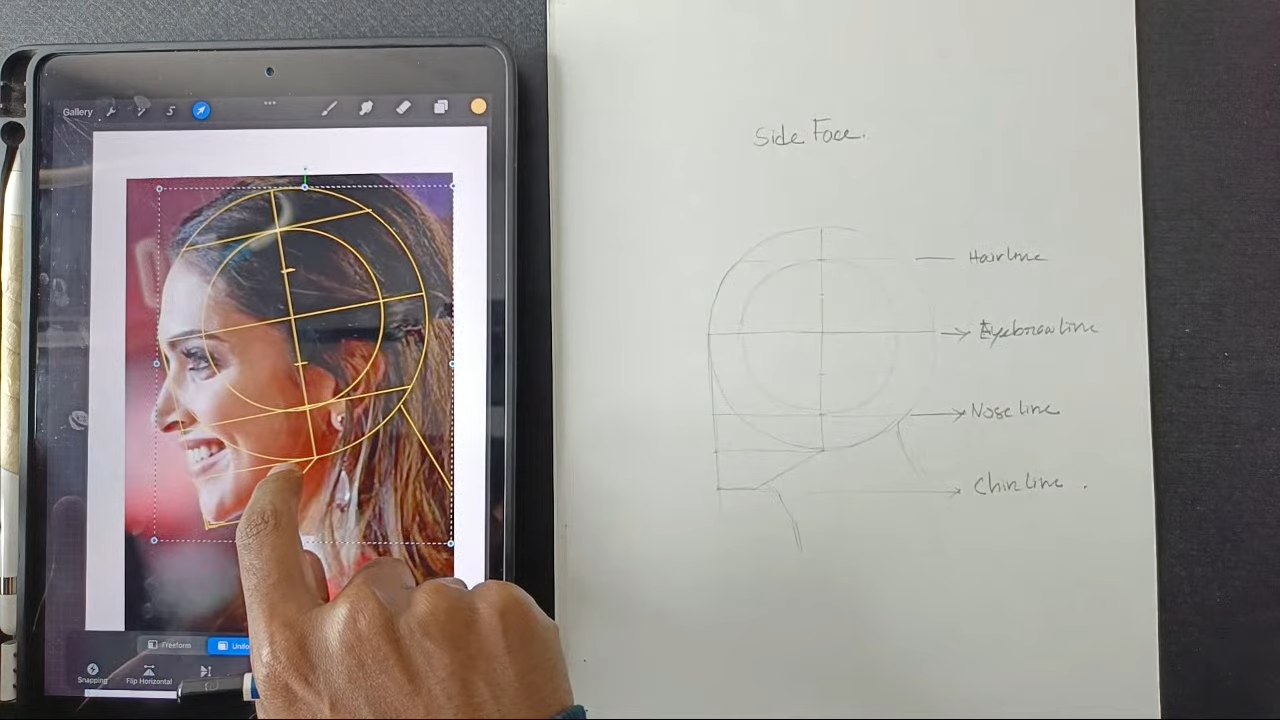 Gallery
Side Face.
Hairline
Eyebrow line
Nose line
Chin line .
Freeform
Snapping
Flip Horizontal